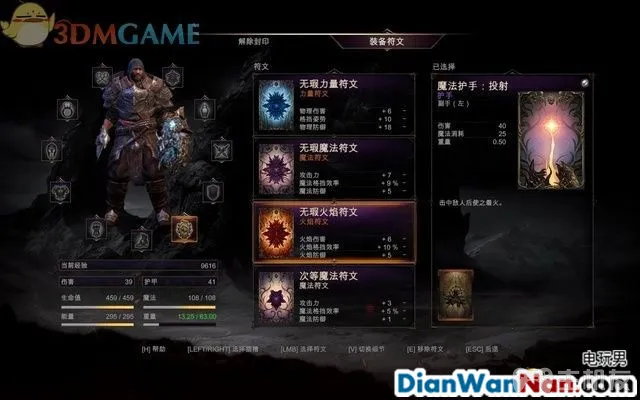 3DMGAME
解除封印
装备符文
符文
已选择
无瑕力量符文
力量符文
物理伤害 + 6 -
格挡姿势 + 10 -
物理防御 + 18 -
无瑕魔法符文
魔法符文
攻击力 + 7 -
魔法格挡效率 + 9 % -
魔法防御 + 5 -
无瑕火焰符文
火焰符文
火焰伤害 + 8 -
火焰格挡效率 + 10 % -
火焰防御 + 5 -
次等魔法符文
魔法符文
攻击力 + 3 -
魔法格挡效率 + 5 % -
魔法防御 + 1 -
魔法护手：投射
护手
副手 ( 左 )
伤害 40
魔法消耗 25
重量 0.50
击中敌人后使之着火。
当前经验 9616
伤害 39 护甲 41
生命值 459 / 459 魔法 108 / 108
能量 295 / 295 重量 13.25 / 63.00
[H] 帮助 [LEFT/RIGHT] 选择插槽 [LMB] 选择符文 [V] 切换细节 [E] 移除符文 [ESC] 后退
电玩男
DianWanNan.com